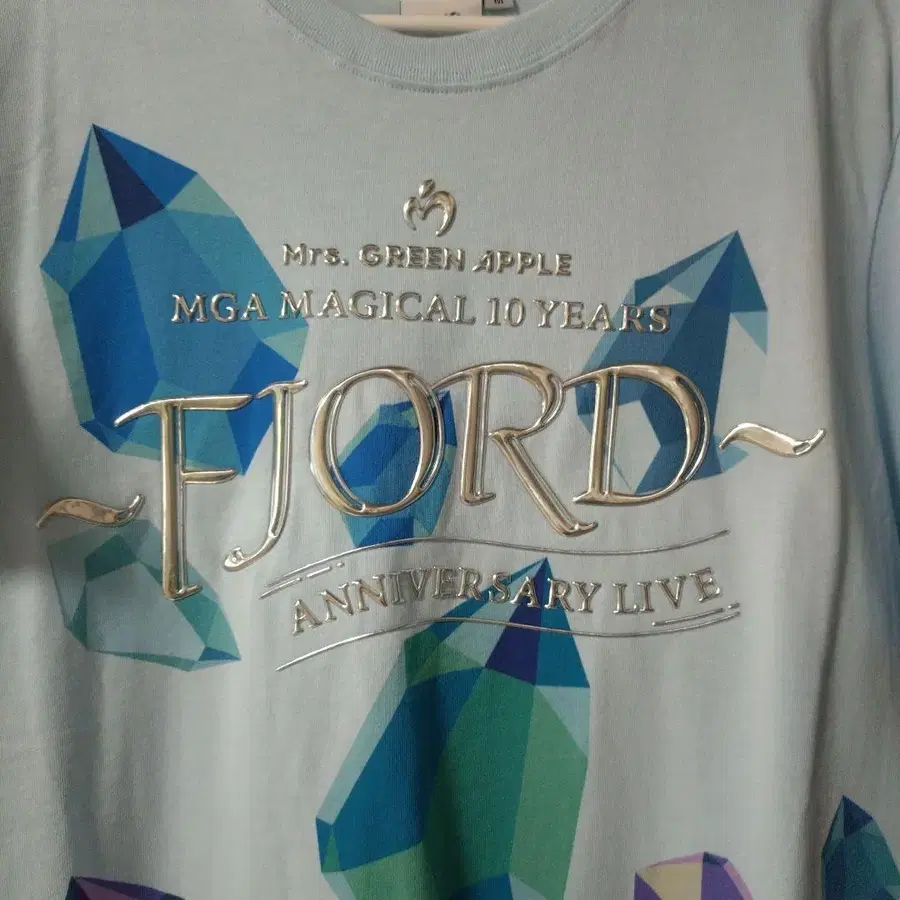 Mrs. GREEN APPLE
MGA MAGICAL 10 YEARS
~FJORD~
ANNIVERSARY LIVE